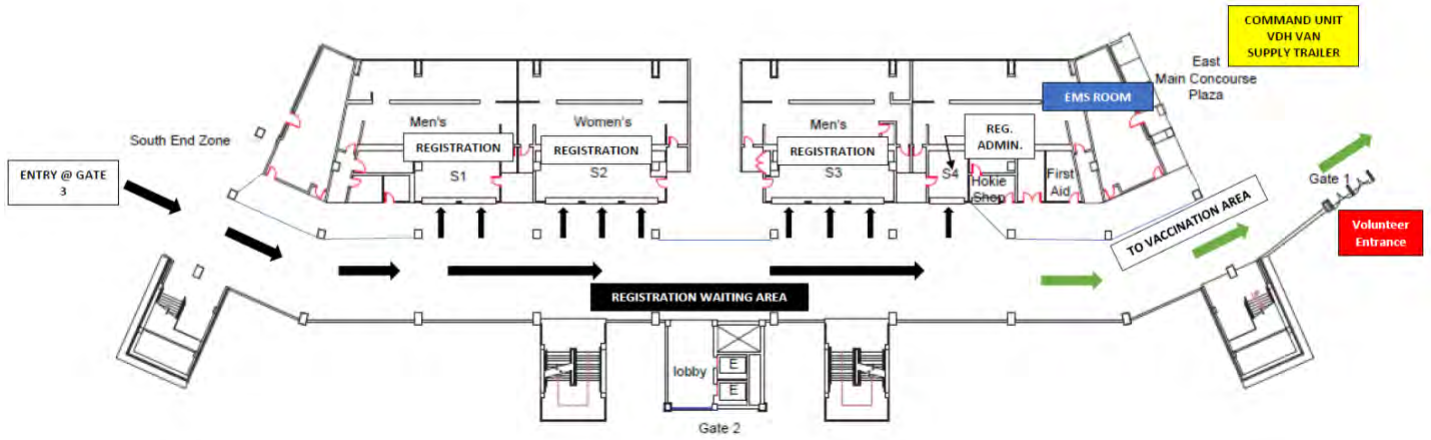 COMMAND UNIT
VDH VAN
SUPPLY TRAILER
East
Main Concourse
Plaza
EMS ROOM
South End Zone
Men's
Women's
Men's
REGISTRATION
REGISTRATION
REGISTRATION
REG.
ADMIN.
S1
S2
S3
S4
Hokie
Shop
First
Aid
ENTRY @ GATE
3
Gate 1
TO VACCINATION AREA
Volunteer
Entrance
REGISTRATION WAITING AREA
lobby
E
E
Gate 2